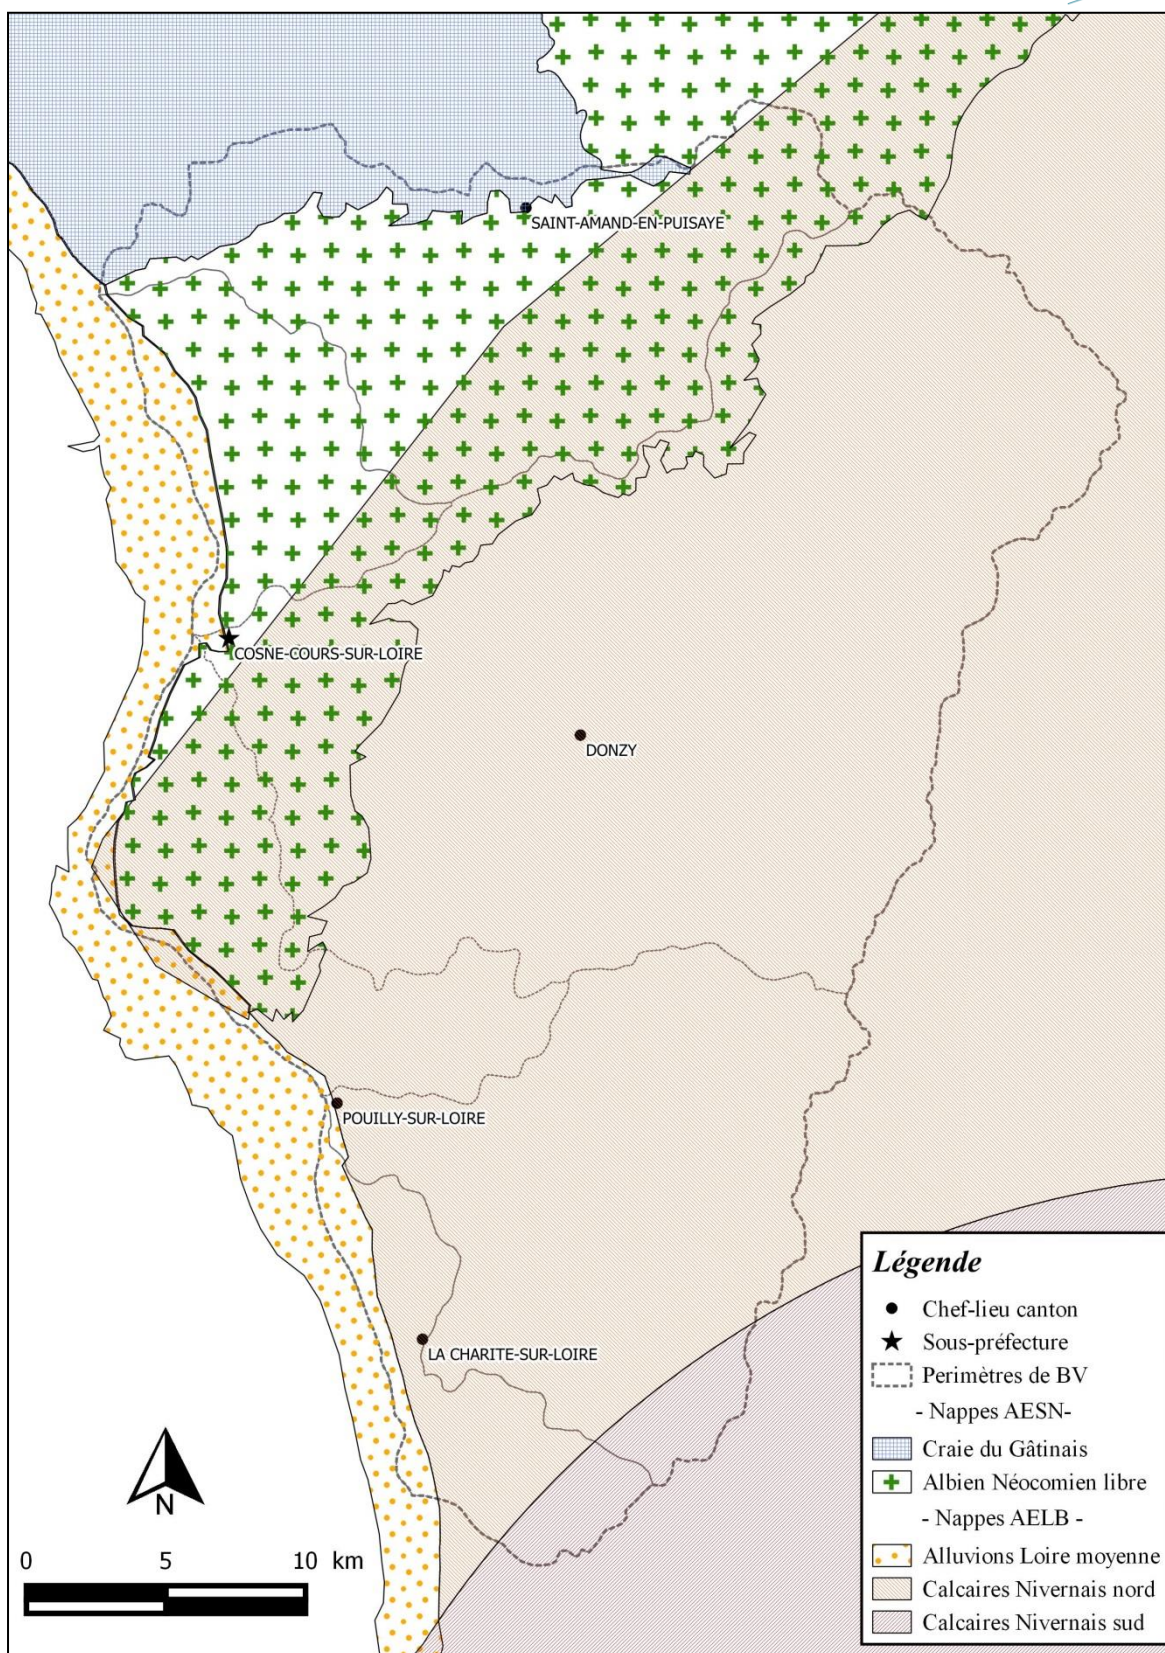 SAINT-AMAND-EN-PUISAYE
COSNE-COURS-SUR-LOIRE
DONZY
POUILLY-SUR-LOIRE
LA CHARITE-SUR-LOIRE
Légende
Chef-lieu canton
Sous-préfecture
Perimètres de BV
- Nappes AESN-
Craie du Gâtinais
Albien Néocomien libre
- Nappes AELB -
Alluvions Loire moyenne
Calcaires Nivernais nord
Calcaires Nivernais sud
N
0 5 10 km